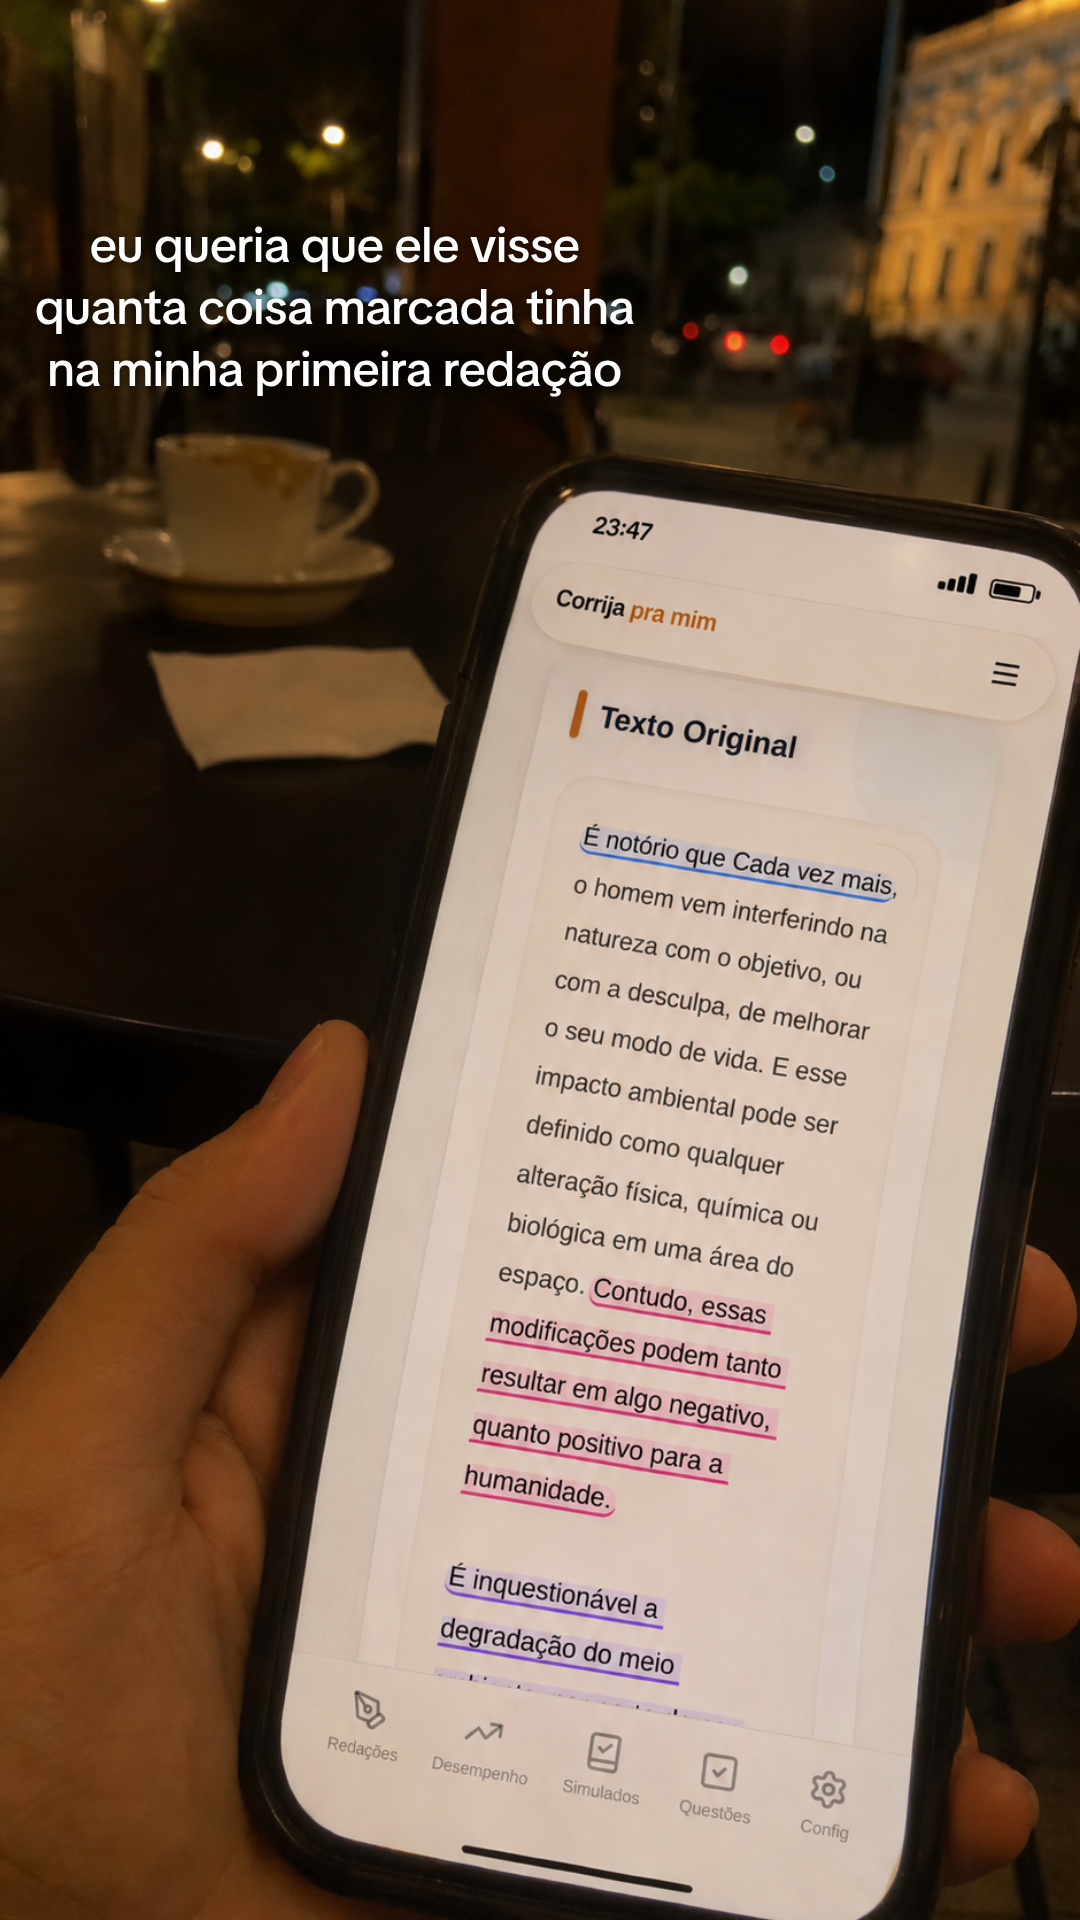 eu queria que ele visse
quanta coisa marcada tinha
na minha primeira redação
23:47
Corrija pra mim
Texto Original
É notório que Cada vez mais,
o homem vem interferindo na
natureza com o objetivo, ou
com a desculpa, de melhorar
o seu modo de vida. E esse
impacto ambiental pode ser
definido como qualquer
alteração física, química ou
biológica em uma área do
espaço. Contudo, essas
modificações podem tanto
resultar em algo negativo,
quanto positivo para a
humanidade.
É inquestionável a
degradação do meio
Redações
Desempenho
Simulados
Questões
Config